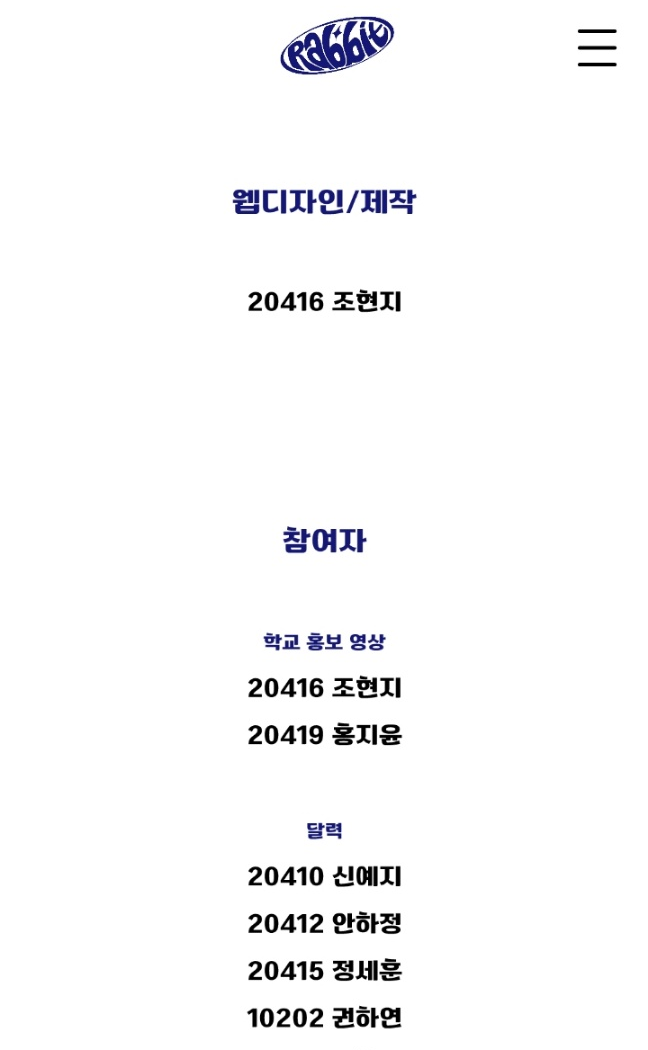 Rabbit
웹디자인/제작
20416 조현지
참여자
학교 홍보 영상
20416 조현지
20419 홍지윤
달력
20410 신예지
20412 안하정
20415 정세훈
10202 권하연